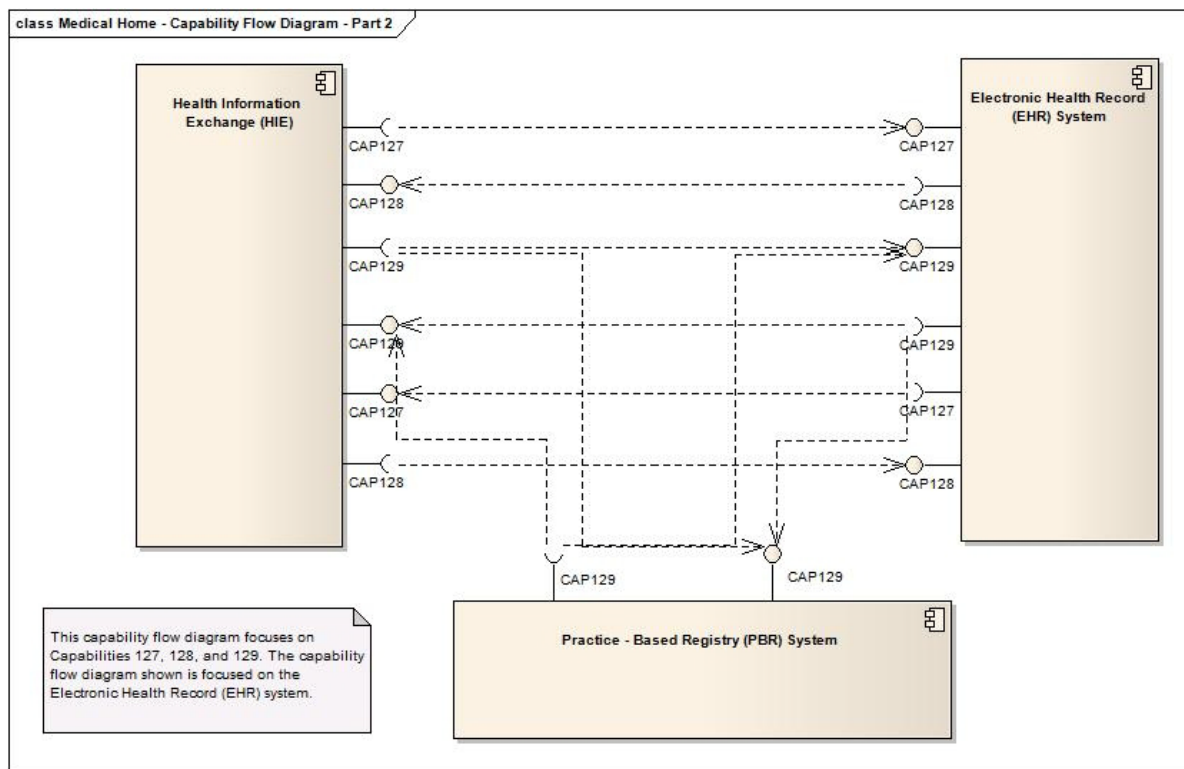 class Medical Home - Capability Flow Diagram - Part 2
Health Information
Exchange (HIE)
Electronic Health Record
(EHR) System
CAP127
CAP127
CAP128
CAP128
CAP129
CAP129
CAP129
CAP129
CAP127
CAP127
CAP128
CAP128
CAP129
CAP129
Practice - Based Registry (PBR) System
This capability flow diagram focuses on
Capabilities 127, 128, and 129. The capability
flow diagram shown is focused on the
Electronic Health Record (EHR) system.